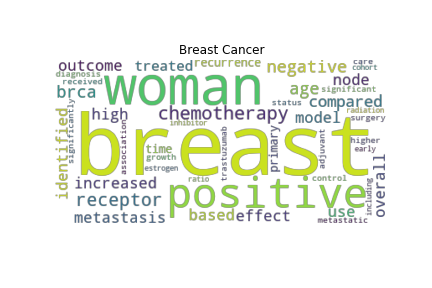 Breast Cancer
outcome
treated
recurrence
care
cohort
diagnosis
received
woman
negative
node
significant
brca
age
status
compared
identified
significantly
high
association
chemotherapy
model
radiation
surgery
breast
inhibitor
time
growth
estrogen
trastuzumab
primary
adjuvant
higher
early
overall
increased
ratio
positive
control
including
receptor
metastasis
based
effect
use
metastatic